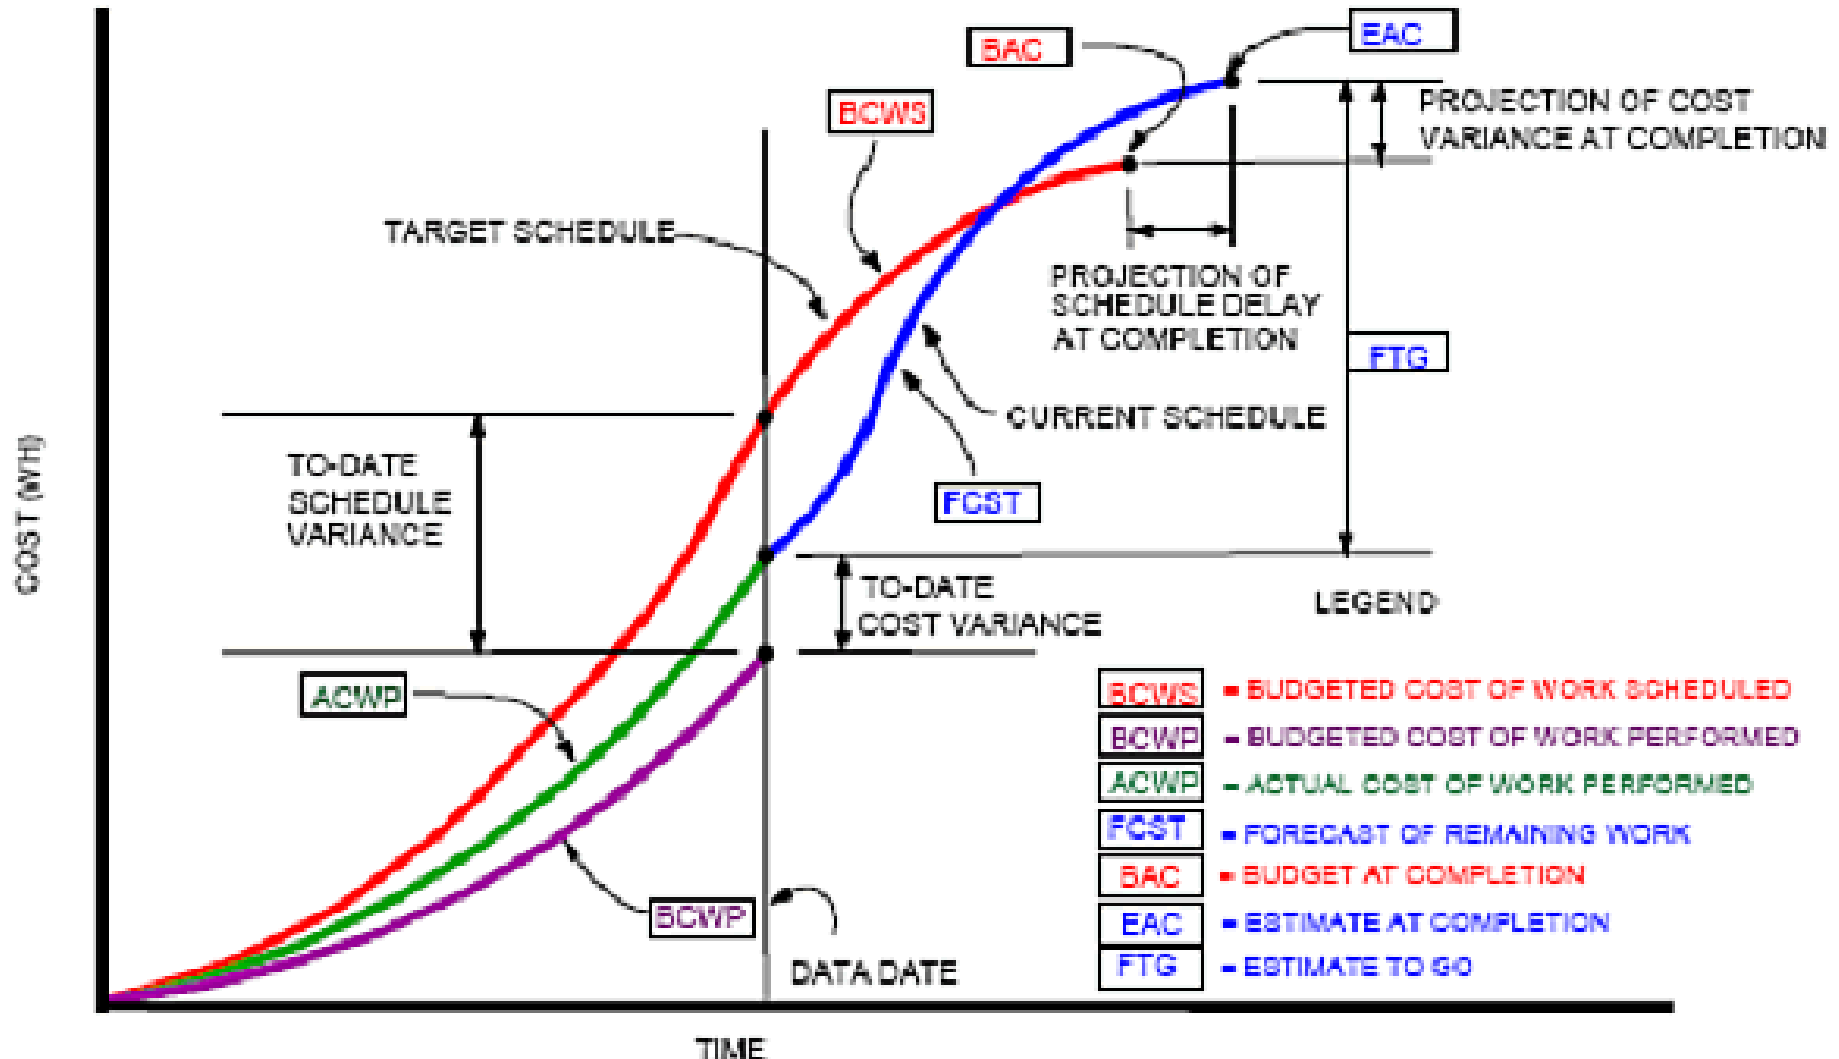 EAC
BAC
PROJECTION OF COST
VARIANCE AT COMPLETION
BCWS
TARGET SCHEDULE
PROJECTION OF
SCHEDULE DELAY
AT COMPLETION
FTG
CURRENT SCHEDULE
TO-DATE
SCHEDULE
VARIANCE
FCST
COST (WH)
TO-DATE
COST VARIANCE
LEGEND
ACWP
BCWS - BUDGETED COST OF WORK SCHEDULED
BCWP - BUDGETED COST OF WORK PERFORMED
ACWP - ACTUAL COST OF WORK PERFORMED
FCST - FORECAST OF REMAINING WORK
BAC - BUDGET AT COMPLETION
EAC - ESTIMATE AT COMPLETION
FTG - ESTIMATE TO GO
BCWP
DATA DATE
TIME